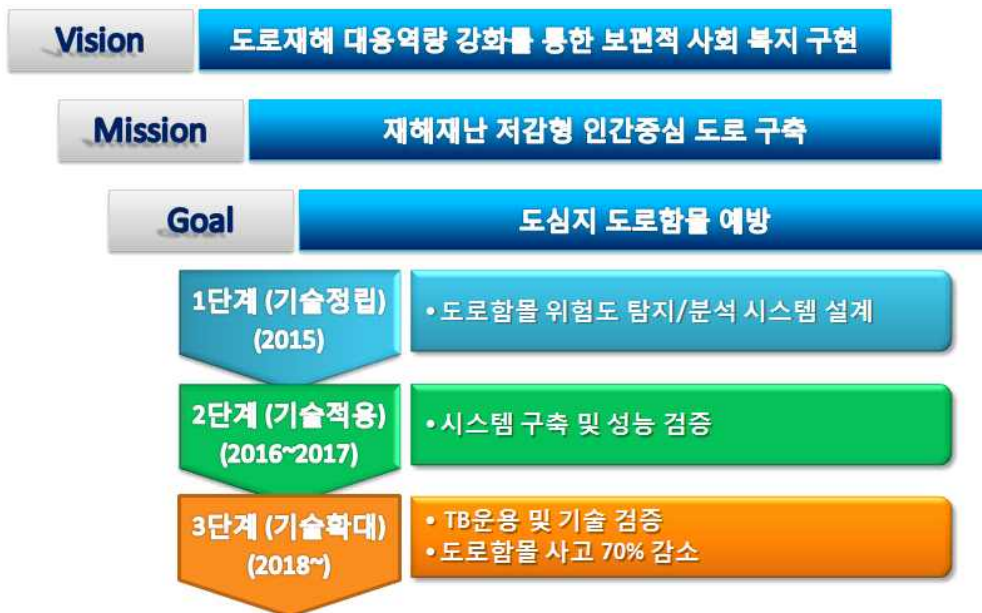 Vision
도로재해 대응역량 강화를 통한 보편적 사회 복지 구현
Mission
재해재난 저감형 인간중심 도로 구축
Goal
도심지 도로함몰 예방
1단계 (기술정립)
(2015)
• 도로함몰 위험도 탐지/분석 시스템 설계
2단계 (기술적용)
(2016~2017)
• 시스템 구축 및 성능 검증
3단계 (기술확대)
(2018~)
• TB운용 및 기술 검증
• 도로함몰 사고 70% 감소